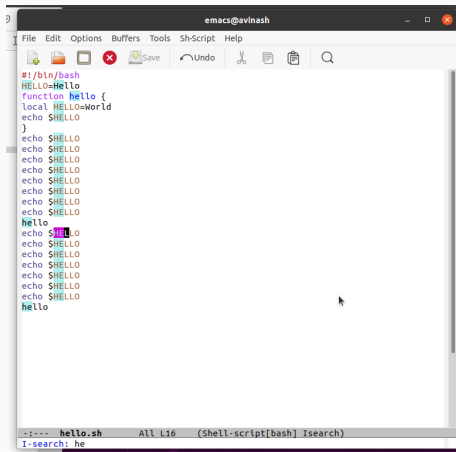 emacs@avinash
File Edit Options Buffers Tools Sh-Script Help
Save Undo
#!/bin/bash
HELLO=Hello
function hello {
local HELLO=World
echo $HELLO
}
echo $HELLO
echo $HELLO
echo $HELLO
echo $HELLO
echo $HELLO
echo $HELLO
echo $HELLO
echo $HELLO
hello
echo $HELLO
echo $HELLO
echo $HELLO
echo $HELLO
echo $HELLO
echo $HELLO
echo $HELLO
hello
-:--- hello.sh All L16 (Shell-script[bash] Isearch)
I-search: he